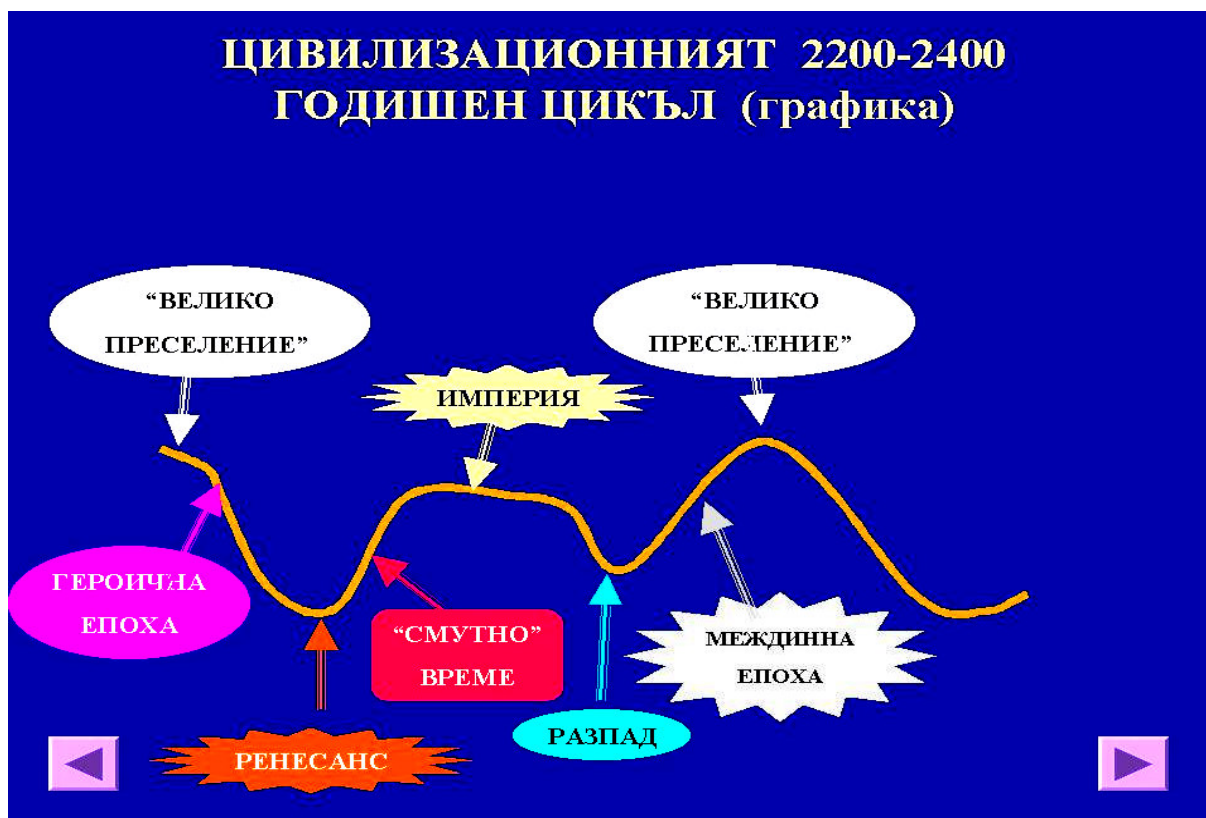 ЦИВИЛИЗАЦИОННИЯТ 2200-2400
ГОДИШЕН ЦИКЪЛ (графика)
“ВЕЛИКО
ПРЕСЕЛЕНИЕ”
“ВЕЛИКО
ПРЕСЕЛЕНИЕ”
ИМПЕРИЯ
ГЕРОИЧНА
ЕПОХА
“СМУТНО”
ВРЕМЕ
МЕЖДИННА
ЕПОХА
РАЗПАД
РЕНЕСАНС